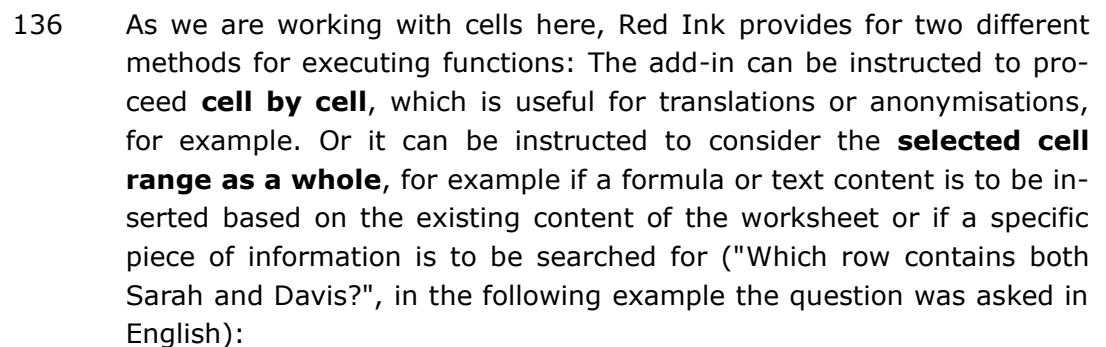 136 As we are working with cells here, Red Ink provides for two different
methods for executing functions: The add-in can be instructed to pro-
ceed cell by cell, which is useful for translations or anonymisations,
for example. Or it can be instructed to consider the selected cell
range as a whole, for example if a formula or text content is to be in-
serted based on the existing content of the worksheet or if a specific
piece of information is to be searched for ("Which row contains both
Sarah and Davis?", in the following example the question was asked in
English):